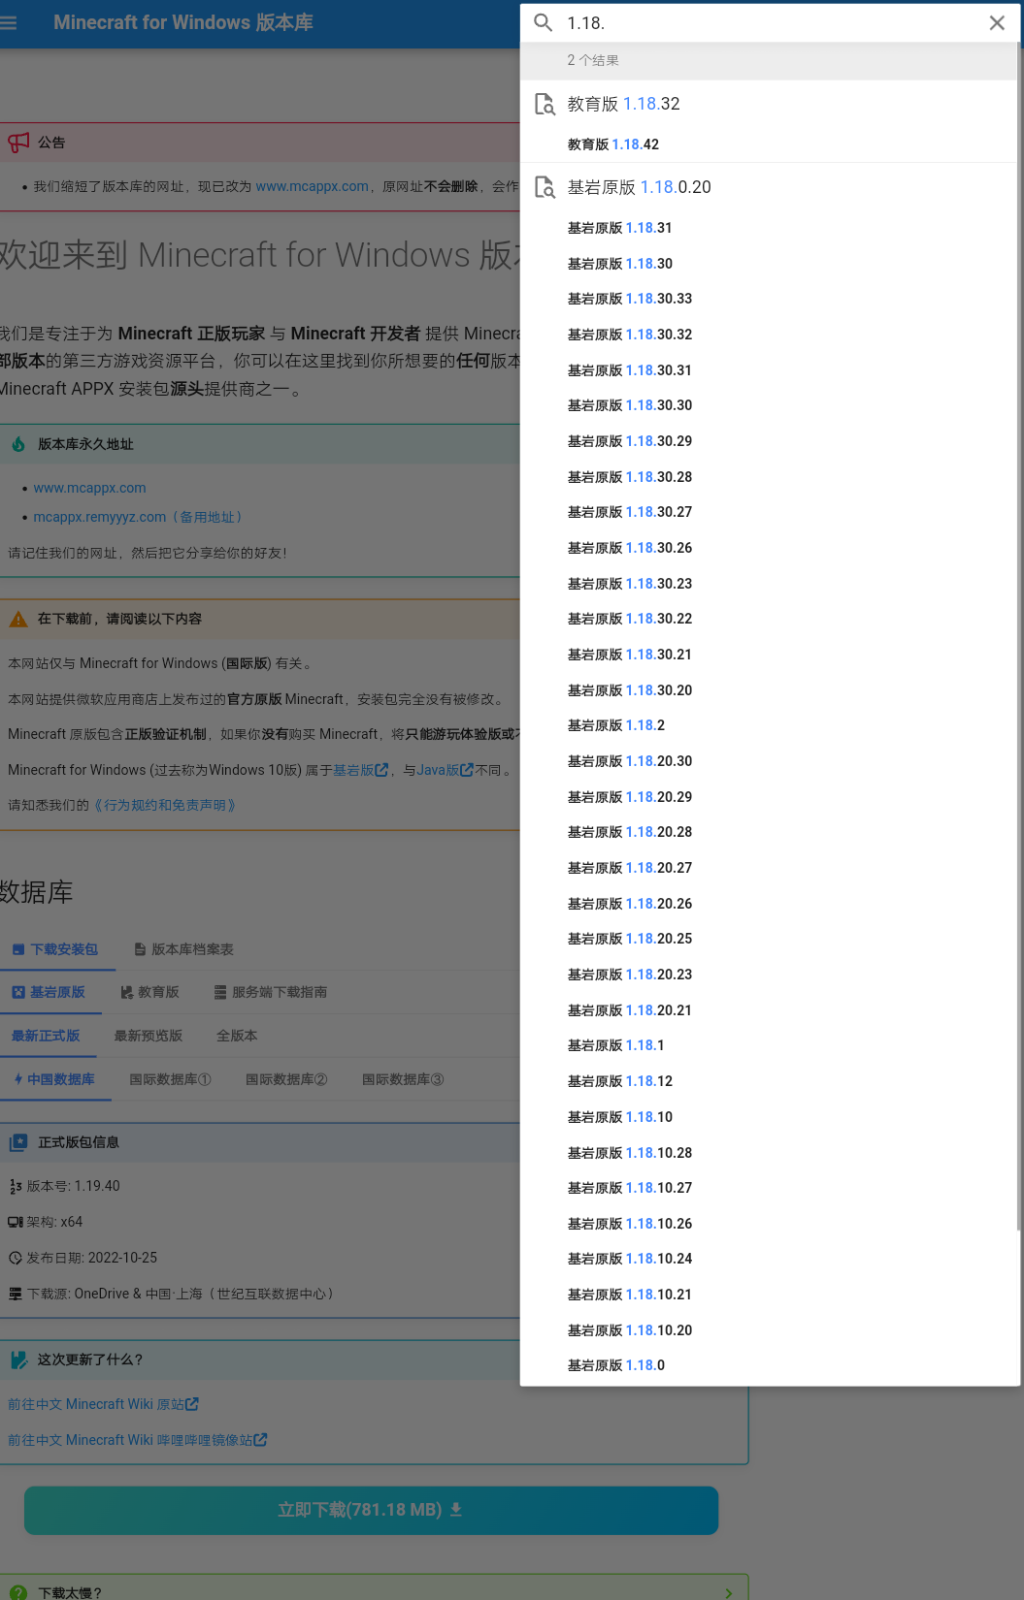 Minecraft for Windows 版本库
1.18.
2 个结果
教育版 1.18.32
教育版 1.18.42
基岩原版 1.18.0.20
基岩原版 1.18.31
基岩原版 1.18.30
基岩原版 1.18.30.33
基岩原版 1.18.30.32
基岩原版 1.18.30.31
基岩原版 1.18.30.30
基岩原版 1.18.30.29
基岩原版 1.18.30.28
基岩原版 1.18.30.27
基岩原版 1.18.30.26
基岩原版 1.18.30.23
基岩原版 1.18.30.22
基岩原版 1.18.30.21
基岩原版 1.18.30.20
基岩原版 1.18.2
基岩原版 1.18.20.30
基岩原版 1.18.20.29
基岩原版 1.18.20.28
基岩原版 1.18.20.27
基岩原版 1.18.20.26
基岩原版 1.18.20.25
基岩原版 1.18.20.23
基岩原版 1.18.20.21
基岩原版 1.18.1
基岩原版 1.18.12
基岩原版 1.18.10
基岩原版 1.18.10.28
基岩原版 1.18.10.27
基岩原版 1.18.10.26
基岩原版 1.18.10.24
基岩原版 1.18.10.21
基岩原版 1.18.10.20
基岩原版 1.18.0
公告
• 我们缩短了版本库的网址，现已改为 www.mcappx.com，原网址不会删除，会作
欢迎来到 Minecraft for Windows 版
我们是专注于为 Minecraft 正版玩家 与 Minecraft 开发者 提供 Minecra
部版本的第三方游戏资源平台，你可以在这里找到你所想要的任何版本
Minecraft APPX 安装包源头提供商之一。
版本库永久地址
• www.mcappx.com
• mcappx.remyyyz.com（备用地址）
请记住我们的网址，然后把它分享给你的好友！
在下载前，请阅读以下内容
本网站仅与 Minecraft for Windows (国际版) 有关。
本网站提供微软应用商店上发布过的官方原版 Minecraft，安装包完全没有被修改。
Minecraft 原版包含正版验证机制，如果你没有购买 Minecraft，将只能游玩体验版或不
Minecraft for Windows (过去称为Windows 10版) 属于基岩版，与Java版不同。
请知悉我们的《行为规约和免责声明》
数据库
下载安装包 版本库档案表
基岩原版 教育版 服务端下载指南
最新正式版 最新预览版 全版本
中国数据库 国际数据库① 国际数据库② 国际数据库③
正式版包信息
版本号: 1.19.40
架构: x64
发布日期: 2022-10-25
下载源: OneDrive & 中国·上海（世纪互联数据中心）
这次更新了什么？
前往中文 Minecraft Wiki 原站
前往中文 Minecraft Wiki 哔哩哔哩镜像站
立即下载(781.18 MB)
下载太慢？